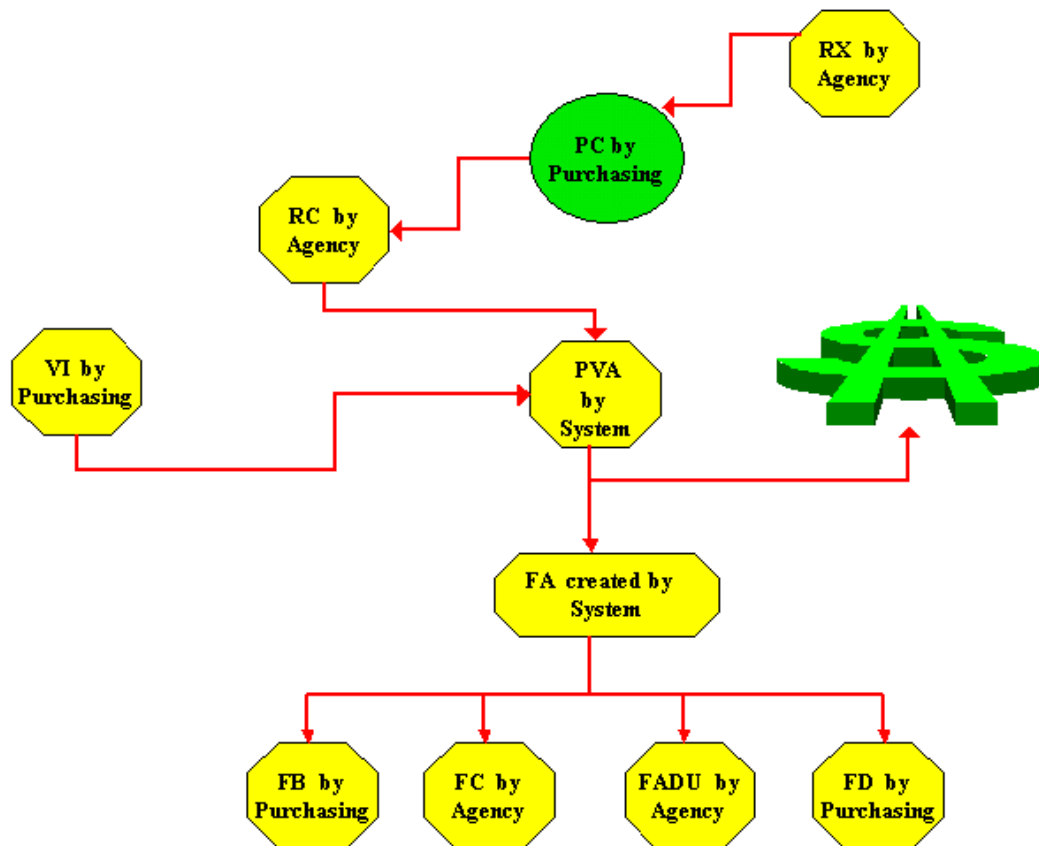 RX by
Agency
PC by
Purchasing
RC by
Agency
VI by
Purchasing
PVA
by
System
FA created by
System
FB by
Purchasing
FC by
Agency
FADU by
Agency
FD by
Purchasing